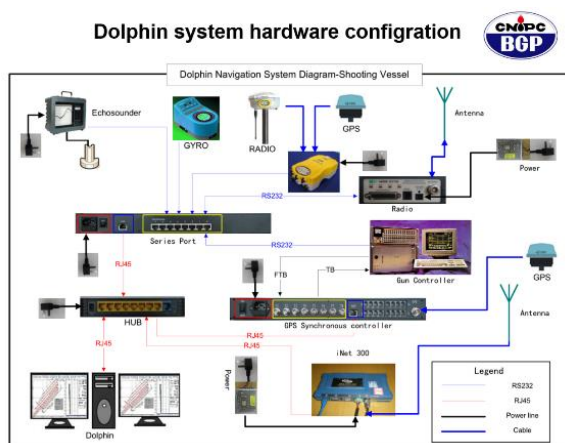 Dolphin system hardware configration
CNPC
BGP
Dolphin Navigation System Diagram-Shooting Vessel
Echosounder
GYRO
RADIO
GPS
Antenna
Power
RS232
Radio
Series Port
RS232
RJ45
FTB
TB
Gun Controller
GPS
HUB
GPS Synchronous controller
Antenna
RJ45
RJ45
RJ45
iNet 300
Power
Dolphin
Legend
RS232
RJ45
Power line
Cable